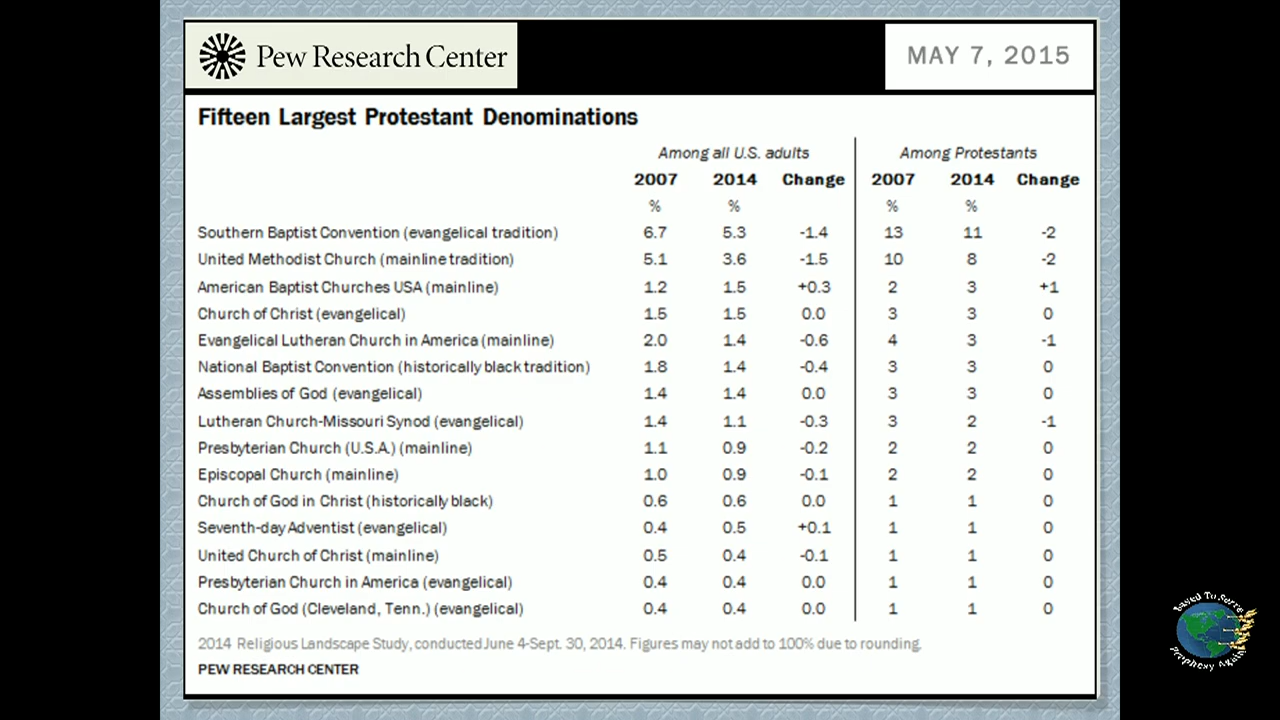 Pew Research Center
MAY 7, 2015
Fifteen Largest Protestant Denominations
Among all U.S. adults Among Protestants
2007 2014 Change 2007 2014 Change
% % % %
Southern Baptist Convention (evangelical tradition) 6.7 5.3 -1.4 13 11 -2
United Methodist Church (mainline tradition) 5.1 3.6 -1.5 10 8 -2
American Baptist Churches USA (mainline) 1.2 1.5 +0.3 2 3 +1
Church of Christ (evangelical) 1.5 1.5 0.0 3 3 0
Evangelical Lutheran Church in America (mainline) 2.0 1.4 -0.6 4 3 -1
National Baptist Convention (historically black tradition) 1.8 1.4 -0.4 3 3 0
Assemblies of God (evangelical) 1.4 1.4 0.0 3 3 0
Lutheran Church-Missouri Synod (evangelical) 1.4 1.1 -0.3 3 2 -1
Presbyterian Church (U.S.A.) (mainline) 1.1 0.9 -0.2 2 2 0
Episcopal Church (mainline) 1.0 0.9 -0.1 2 2 0
Church of God in Christ (historically black) 0.6 0.6 0.0 1 1 0
Seventh-day Adventist (evangelical) 0.4 0.5 +0.1 1 1 0
United Church of Christ (mainline) 0.5 0.4 -0.1 1 1 0
Presbyterian Church in America (evangelical) 0.4 0.4 0.0 1 1 0
Church of God (Cleveland, Tenn.) (evangelical) 0.4 0.4 0.0 1 1 0
2014 Religious Landscape Study, conducted June 4-Sept. 30, 2014. Figures may not add to 100% due to rounding.
PEW RESEARCH CENTER
Prophecy Again